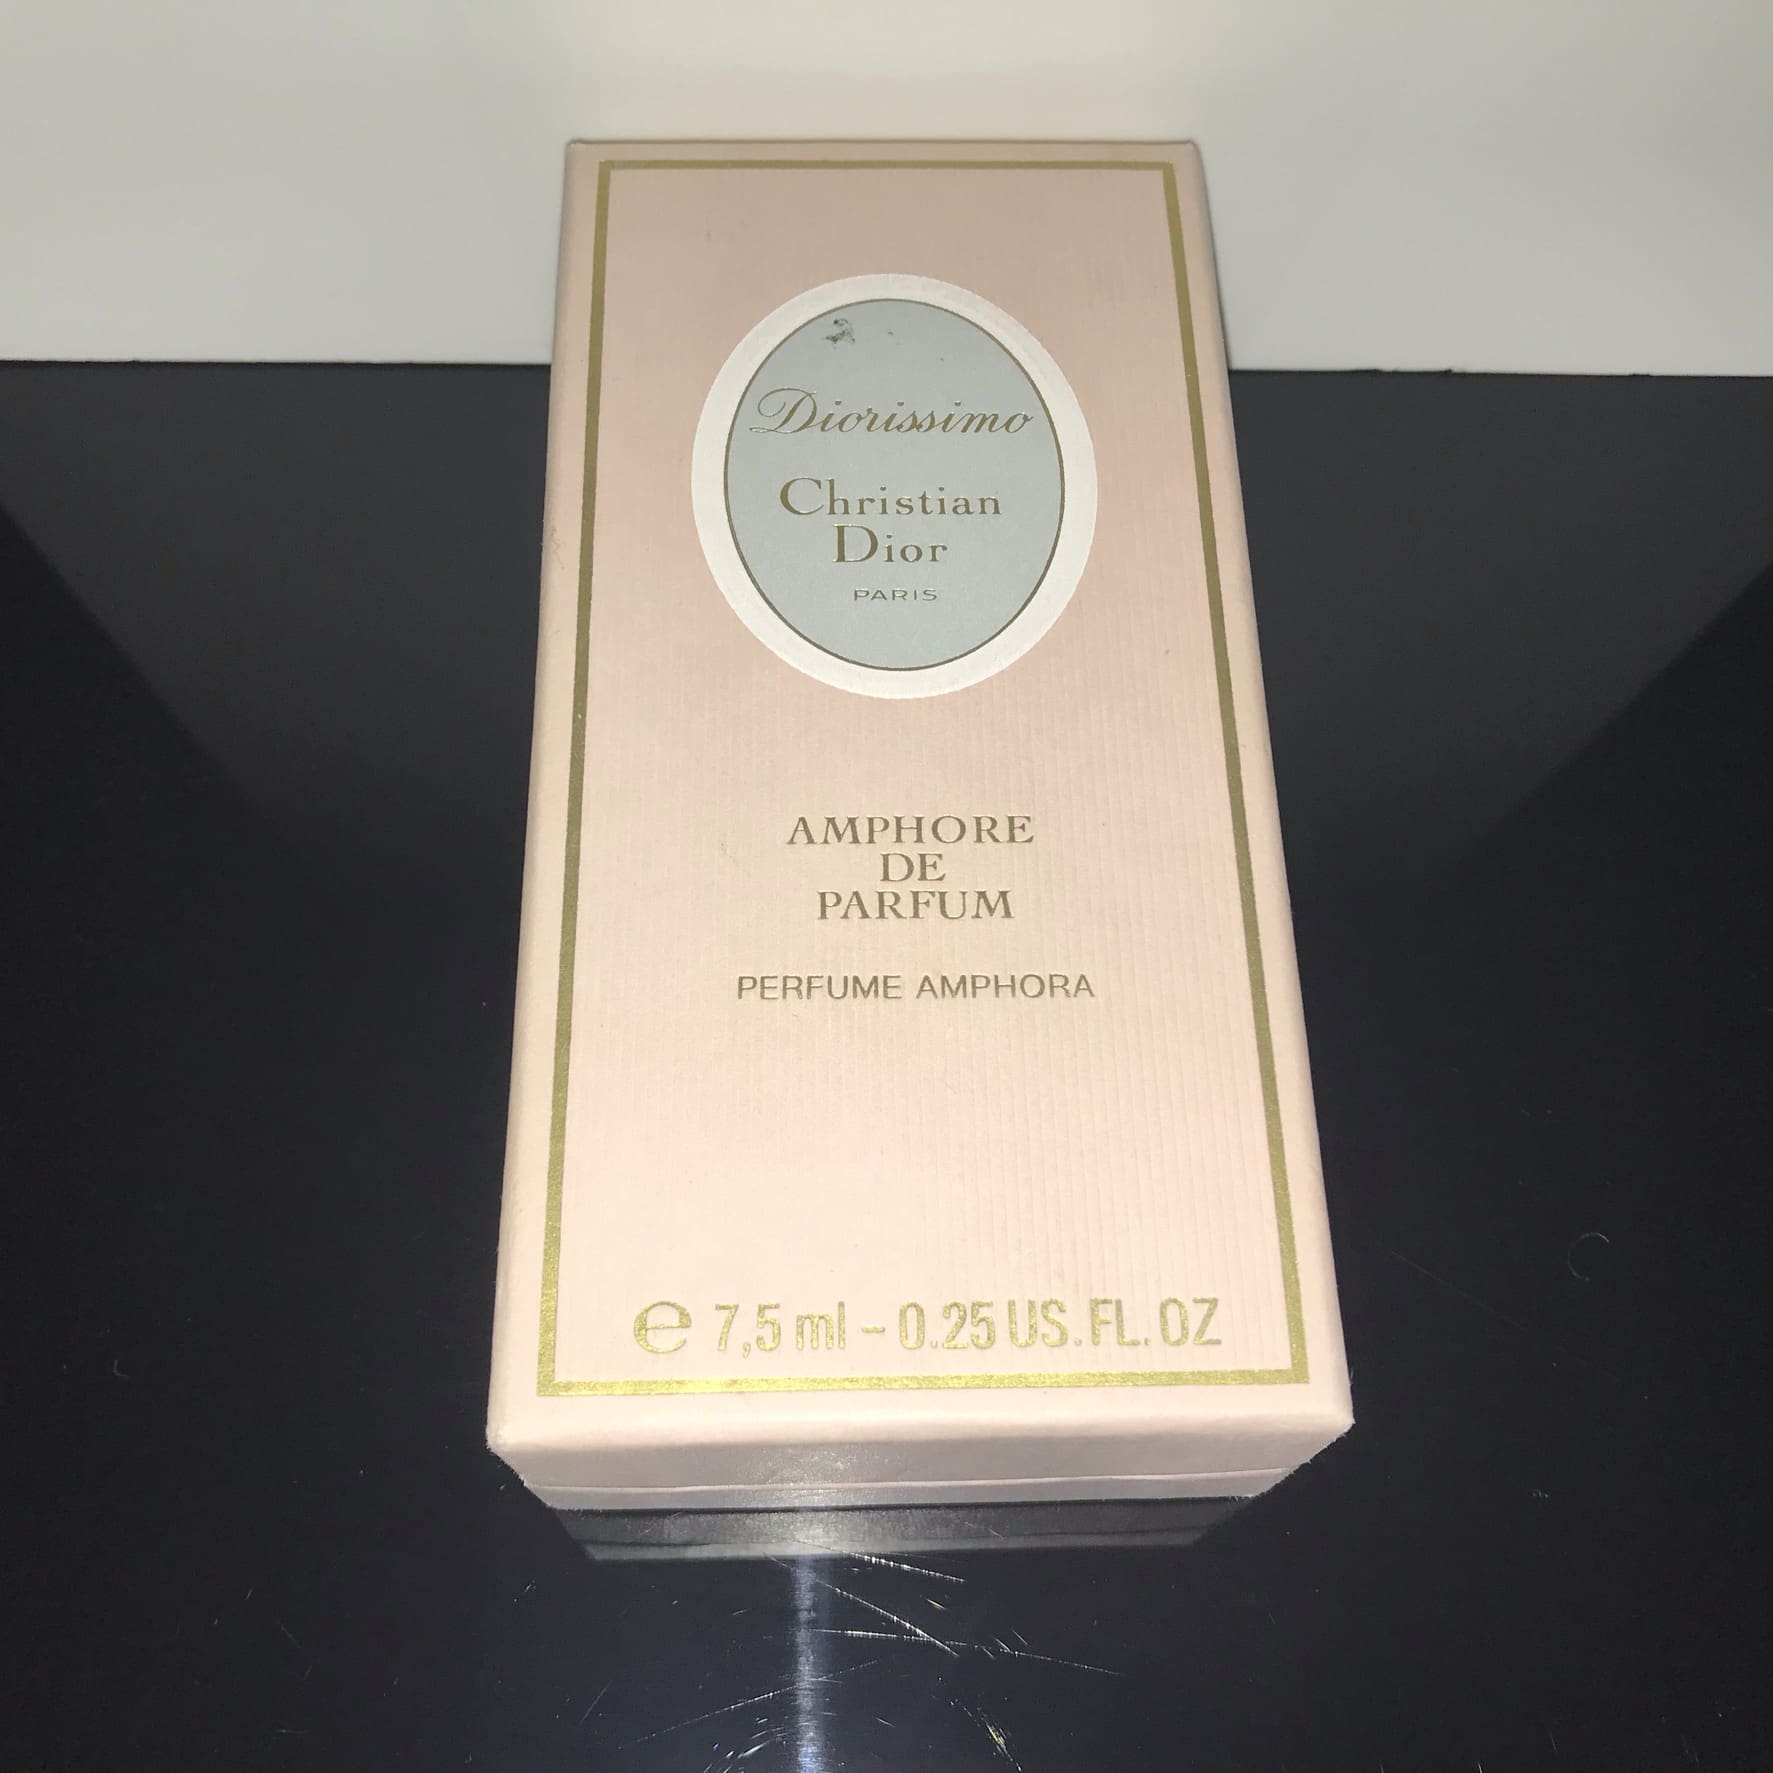 Diorissimo
Christian
Dior
PARIS
AMPHORE
DE
PARFUM
PERFUME AMPHORA
℮ 7,5 ml - 0.25 US.FL.OZ